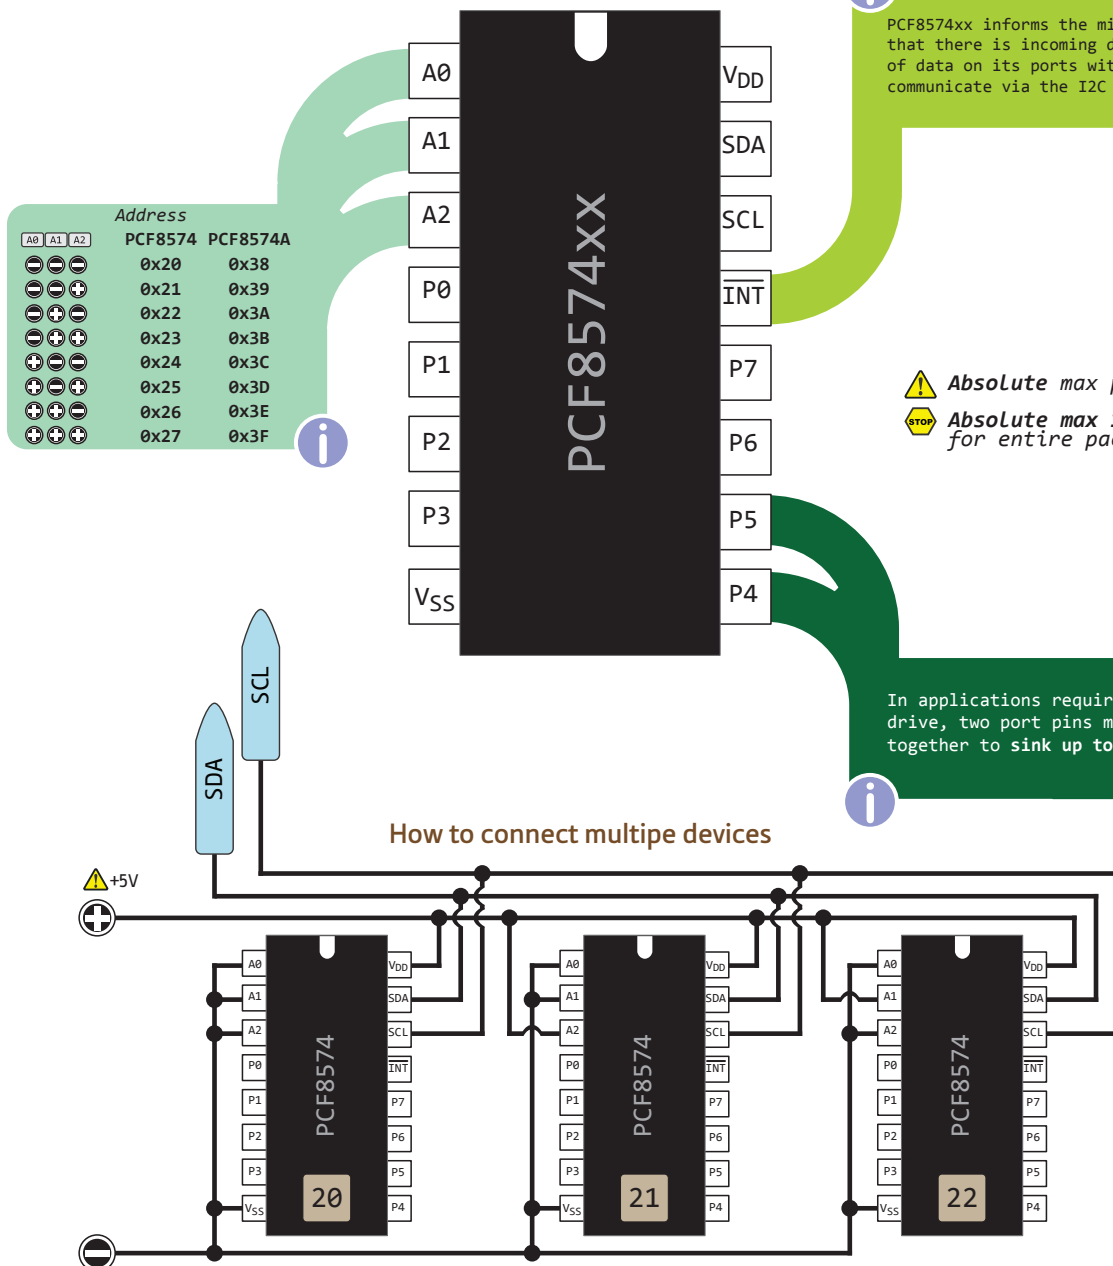 PCF8574xx informs the
that there is incoming
of data on its ports
communicate via the I2C
A0
A1
A2
P0
P1
P2
P3
VSS
PCF8574xx
VDD
SDA
SCL
INT
P7
P6
P5
P4
Address
A0 A1 A2 PCF8574 PCF8574A
0x20 0x38
0x21 0x39
0x22 0x3A
0x23 0x3B
0x24 0x3C
0x25 0x3D
0x26 0x3E
0x27 0x3F
i
Absolute max
STOP Absolute max
for entire
In applications
drive, two port pins
together to sink up to
i
SCL
SDA
How to connect multipe devices
+5V
A0
A1
A2
P0
P1
P2
P3
VSS
PCF8574
20
VDD
SDA
SCL
INT
P7
P6
P5
P4
A0
A1
A2
P0
P1
P2
P3
VSS
PCF8574
21
VDD
SDA
SCL
INT
P7
P6
P5
P4
A0
A1
A2
P0
P1
P2
P3
VSS
PCF8574
22
VDD
SDA
SCL
INT
P7
P6
P5
P4